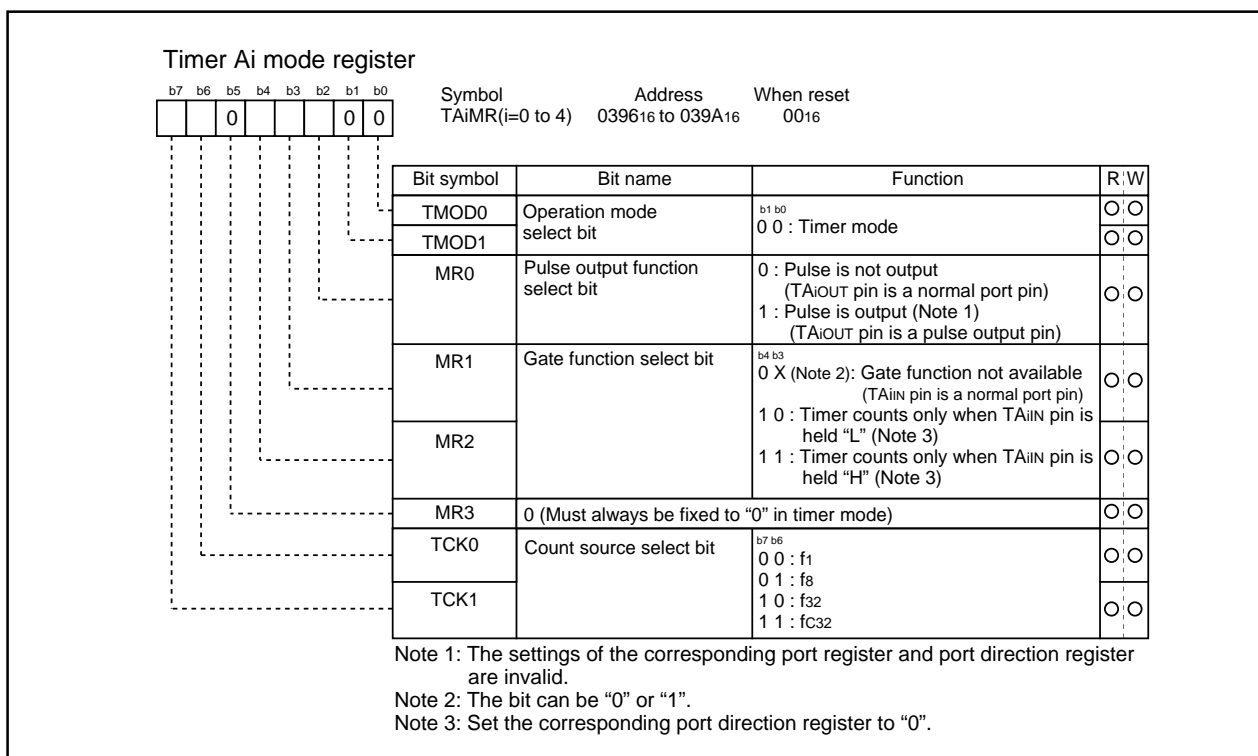 Timer Ai mode register
b7 b6 b5 b4 b3 b2 b1 b0
0 0 0
Symbol Address When reset
TAiMR(i=0 to 4) 039616 to 039A16 0016
Bit symbol Bit name Function R W
TMOD0 Operation mode select bit b1 b0
0 0 : Timer mode
TMOD1
MR0 Pulse output function select bit 0 : Pulse is not output
(TAiOUT pin is a normal port pin)
1 : Pulse is output (Note 1)
(TAiOUT pin is a pulse output pin)
MR1 Gate function select bit b4 b3
0 X (Note 2): Gate function not available
(TAiIN pin is a normal port pin)
1 0 : Timer counts only when TAiIN pin is
held “L” (Note 3)
MR2
1 1 : Timer counts only when TAiIN pin is
held “H” (Note 3)
MR3 0 (Must always be fixed to “0” in timer mode)
TCK0 Count source select bit b7 b6
0 0 : f1
0 1 : f8
TCK1
1 0 : f32
1 1 : fC32
Note 1: The settings of the corresponding port register and port direction register
are invalid.
Note 2: The bit can be “0” or “1”.
Note 3: Set the corresponding port direction register to “0”.